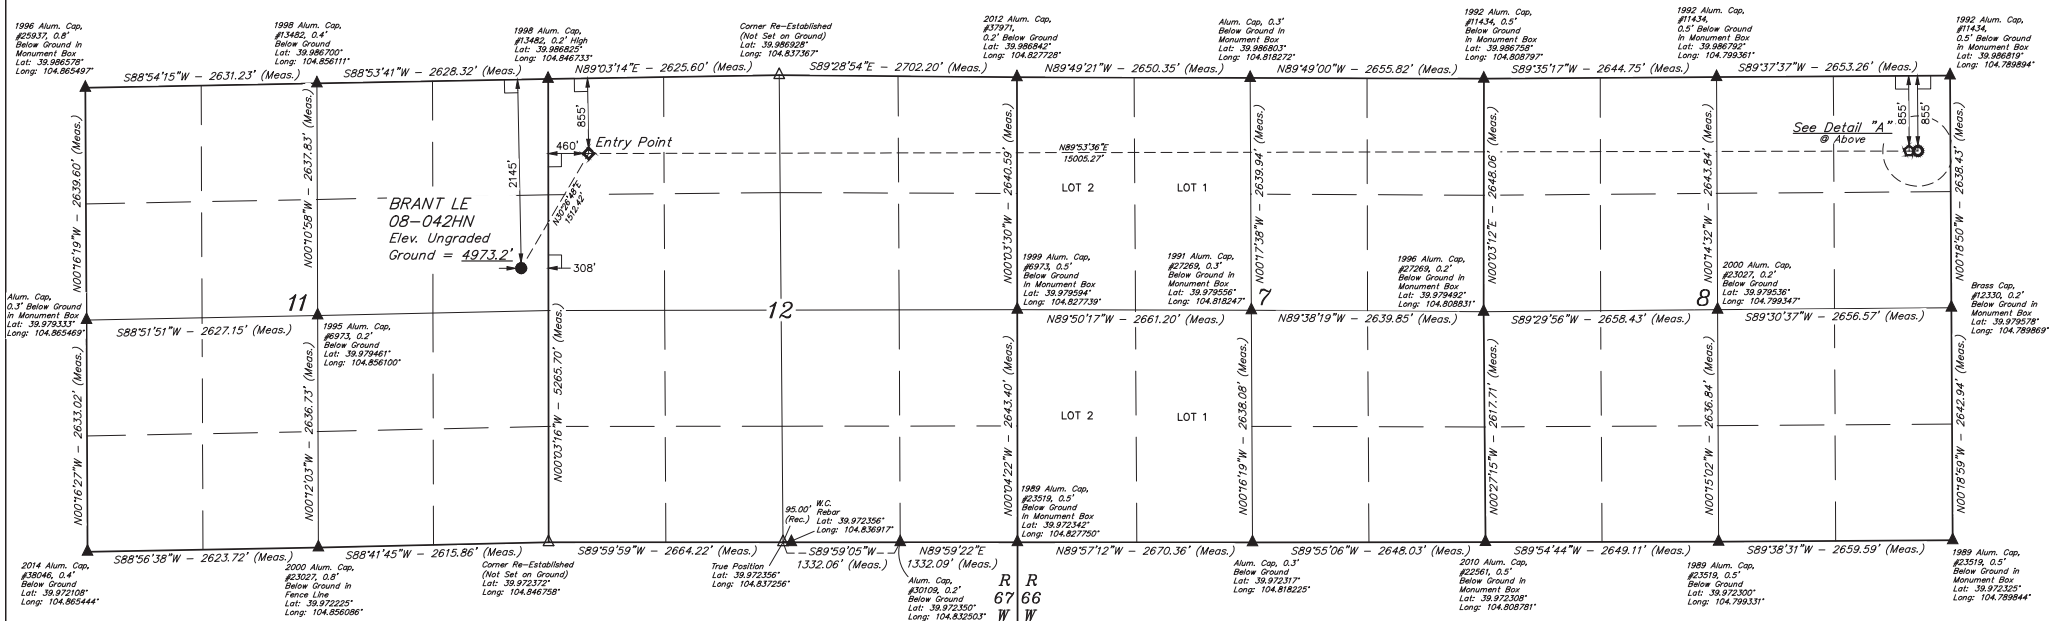 1996 Alum. Cap,
#25937, 0.8'
Below Ground in
Monument Box
Lat: 39.986578°
Long: 104.865497°
1998 Alum. Cap,
#13482, 0.4'
Below Ground
Lat: 39.986700°
Long: 104.856111°
1998 Alum. Cap,
#13482, 0.2' High
Lat: 39.986825°
Long: 104.846733°
Corner Re-Established
(Not Set on Ground)
Lat: 39.986928°
Long: 104.837367°
2012 Alum. Cap,
#37971,
0.2' Below Ground
Lat: 39.986842°
Long: 104.827728°
Alum. Cap, 0.3'
Below Ground in
Monument Box
Lat: 39.986803°
Long: 104.818272°
1992 Alum. Cap,
#11434, 0.5'
Below Ground in
Monument Box
Lat: 39.986758°
Long: 104.808797°
1992 Alum. Cap,
#11434,
0.5' Below Ground
in Monument Box
Lat: 39.986792°
Long: 104.799361°
1992 Alum. Cap,
#11434,
0.5' Below Ground
in Monument Box
Lat: 39.986819°
Long: 104.789894°
S88°54'15"W - 2631.23' (Meas.)
S88°53'41"W - 2628.32' (Meas.)
N89°03'14"E - 2625.60' (Meas.)
S89°28'54"E - 2702.20' (Meas.)
N89°49'21"W - 2650.35' (Meas.)
N89°49'00"W - 2655.82' (Meas.)
S89°35'17"W - 2644.75' (Meas.)
S89°37'37"W - 2653.26' (Meas.)
N00°16'19"W - 2639.60' (Meas.)
N00°10'58"W - 2637.83' (Meas.)
2145'
855'
460'
Entry Point
N30°26'48"E
1512.42'
308'
BRANT LE
08-042HN
Elev. Ungraded
Ground = 4973.2'
N00°03'30"W - 2640.59' (Meas.)
N89°53'36"E
15005.27'
LOT 2
LOT 1
N00°17'38"W - 2639.94' (Meas.)
N00°03'12"E - 2648.06' (Meas.)
N00°14'32"W - 2643.84' (Meas.)
See Detail "A"
@ Above
855'
855'
N00°18'50"W - 2638.43' (Meas.)
Alum. Cap,
0.3' Below Ground
in Monument Box
Lat: 39.979333°
Long: 104.865469°
11
12
7
8
1995 Alum. Cap,
#6973, 0.2'
Below Ground
Lat: 39.979461°
Long: 104.856100°
1999 Alum. Cap,
#6973, 0.5'
Below Ground
in Monument Box
Lat: 39.979594°
Long: 104.827739°
1991 Alum. Cap,
#27269, 0.3'
Below Ground in
Monument Box
Lat: 39.979556°
Long: 104.818247°
1996 Alum. Cap,
#27269, 0.2'
Below Ground in
Monument Box
Lat: 39.979492°
Long: 104.808831°
2000 Alum. Cap,
#23027, 0.2'
Below Ground
Lat: 39.979536°
Long: 104.799347°
Brass Cap,
#12330, 0.2'
Below Ground in
Monument Box
Lat: 39.979578°
Long: 104.789869°
S88°51'51"W - 2627.15' (Meas.)
N89°50'17"W - 2661.20' (Meas.)
N89°38'19"W - 2639.85' (Meas.)
S89°29'56"W - 2658.43' (Meas.)
S89°30'37"W - 2656.57' (Meas.)
N00°16'27"W - 2633.02' (Meas.)
N00°12'03"W - 2636.73' (Meas.)
N00°03'16"W - 5265.70' (Meas.)
N00°04'22"W - 2643.40' (Meas.)
LOT 2
LOT 1
N00°16'19"W - 2638.08' (Meas.)
N00°27'15"W - 2617.71' (Meas.)
N00°15'02"W - 2636.84' (Meas.)
N00°18'59"W - 2642.94' (Meas.)
95.00'
(Rec.)
W.C.
Rebar
Lat: 39.972356°
Long: 104.836917°
1989 Alum. Cap,
#23519, 0.5'
Below Ground
in Monument Box
Lat: 39.972342°
Long: 104.827750°
S88°56'38"W - 2623.72' (Meas.)
S88°41'45"W - 2615.86' (Meas.)
S89°59'59"W - 2664.22' (Meas.)
S89°59'05"W
1332.06' (Meas.)
N89°59'22"E
1332.09' (Meas.)
N89°57'12"W - 2670.36' (Meas.)
S89°55'06"W - 2648.03' (Meas.)
S89°54'44"W - 2649.11' (Meas.)
S89°38'31"W - 2659.59' (Meas.)
2014 Alum. Cap,
#38046, 0.4'
Below Ground
Lat: 39.972108°
Long: 104.865444°
2000 Alum. Cap,
#23027, 0.8'
Below Ground in
Fence Line
Lat: 39.972225°
Long: 104.856086°
Corner Re-Established
(Not Set on Ground)
Lat: 39.972372°
Long: 104.846758°
True Position
Lat: 39.972356°
Long: 104.837256°
Alum. Cap,
#30109, 0.2'
Below Ground
Lat: 39.972350°
Long: 104.832503°
R R
67 66
W W
Alum. Cap, 0.3'
Below Ground
Lat: 39.972317°
Long: 104.818225°
2010 Alum. Cap,
#22561, 0.5'
Below Ground in
Monument Box
Lat: 39.972308°
Long: 104.808781°
1989 Alum. Cap,
#23519, 0.5'
Below Ground
Lat: 39.972300°
Long: 104.799331°
1989 Alum. Cap,
#23519, 0.5'
Below Ground in
Monument Box
Lat: 39.972325°
Long: 104.789844°